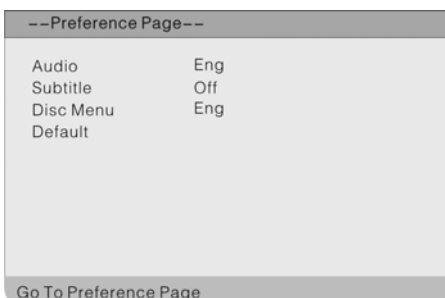 --Preference Page--
Audio Eng
Subtitle Off
Disc Menu Eng
Default
Go To Preference Page